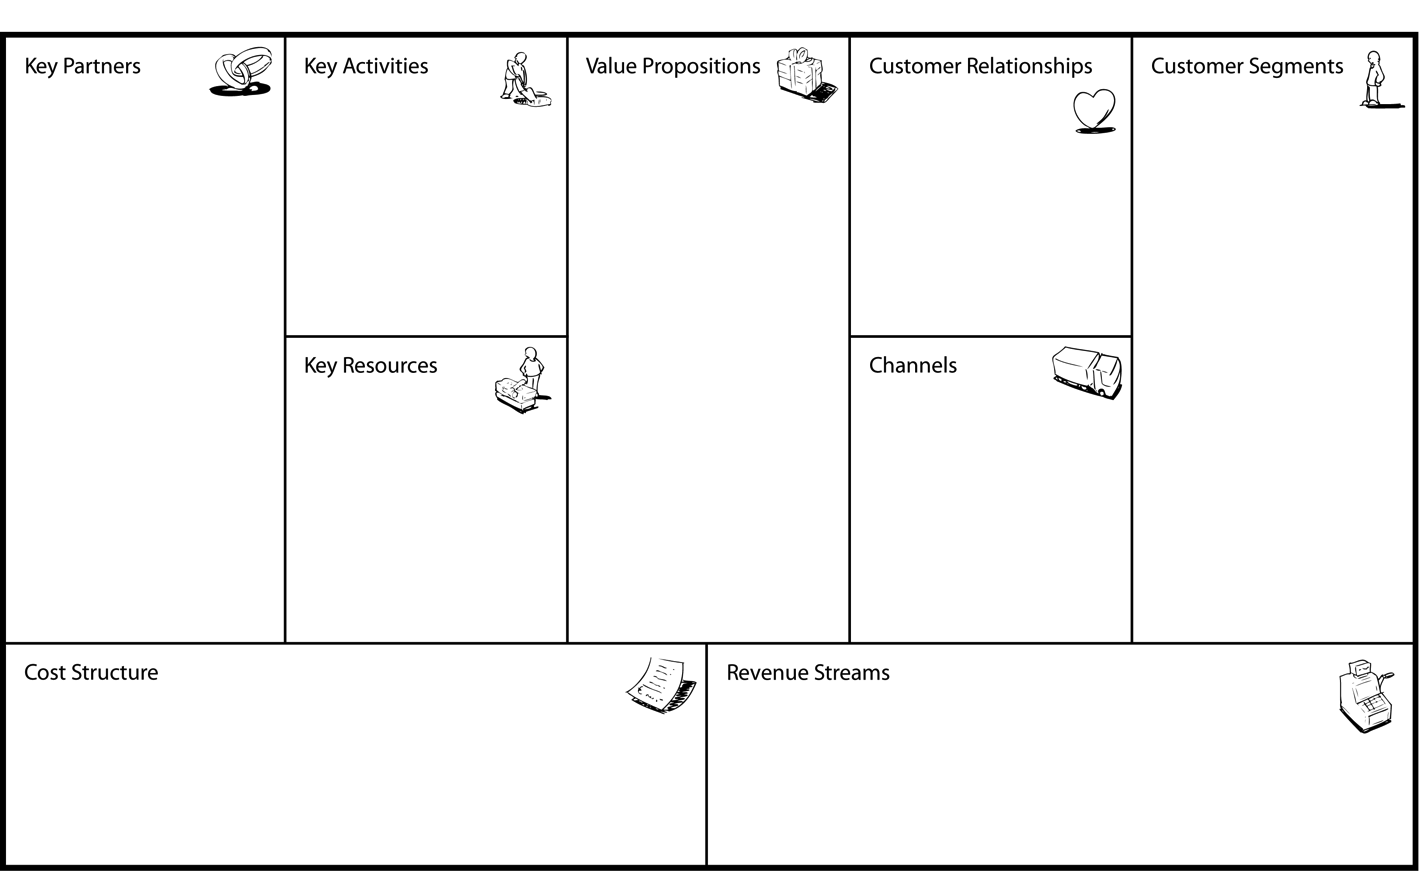 Key Partners
Key Activities
Value Propositions
Customer Relationships
Customer Segments
Key Resources
Channels
Cost Structure
Revenue Streams